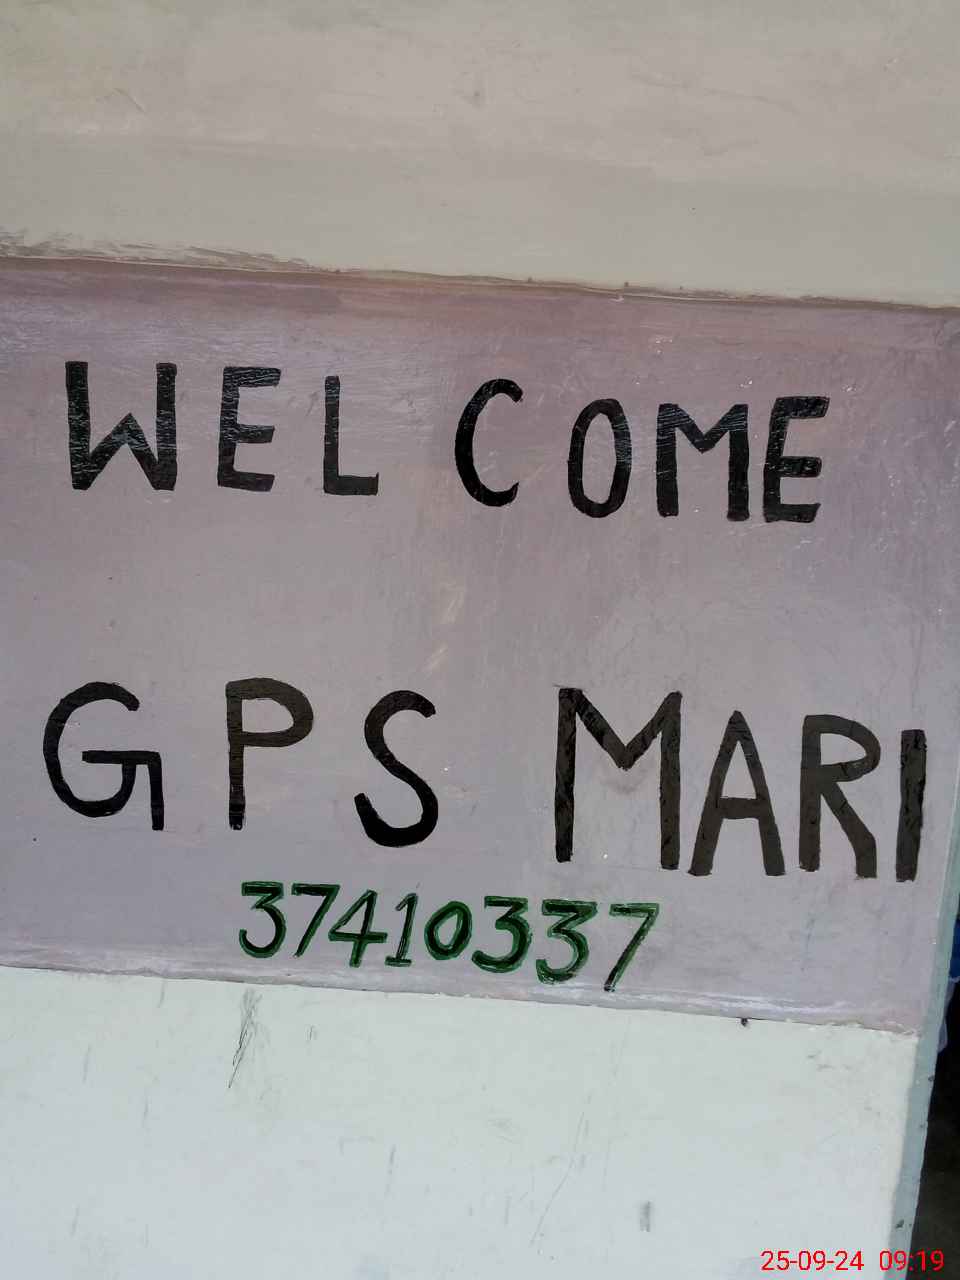 WELCOME
GPS MARI
37410337
25-09-24 09:19